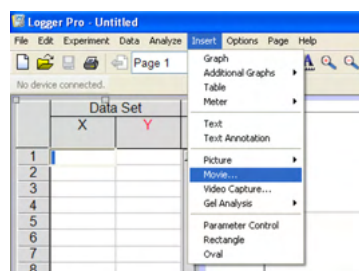 Logger Pro - Untitled
File Edit Experiment Data Analyze Insert Options Page Help
Page 1
No device connected.
Graph
Additional Graphs
Table
Meter
Text
Text Annotation
Picture
Movie...
Video Capture...
Gel Analysis
Parameter Control
Rectangle
Oval
Data Set
X Y
1
2
3
4
5
6
7
8